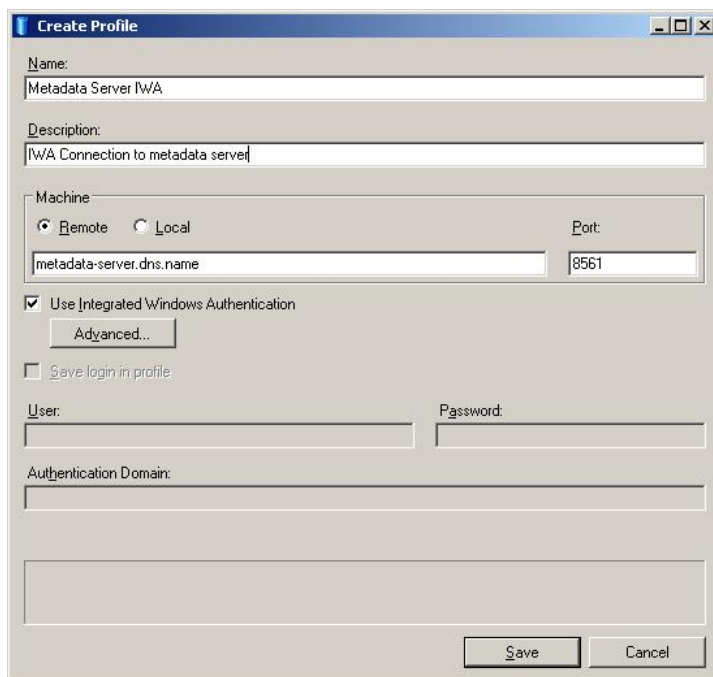 Create Profile
Name:
Metadata Server IWA
Description:
IWA Connection to metadata server
Machine
Remote Local Port:
metadata-server.dns.name 8561
Use Integrated Windows Authentication
Advanced...
Save login in profile
User: Password:
Authentication Domain:
Save Cancel